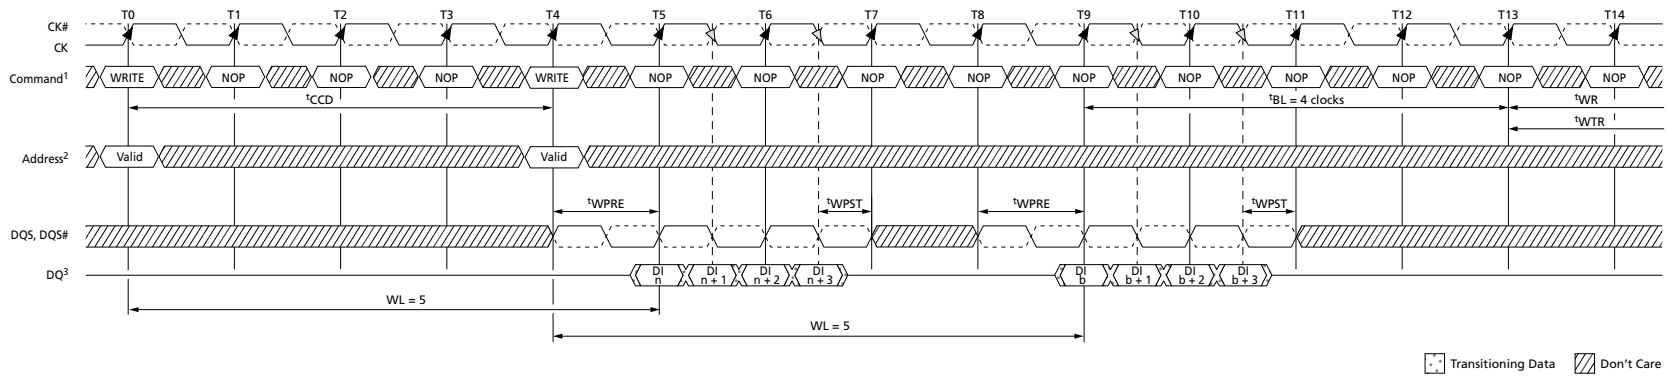 T0 T1 T2 T3 T4 T5 T6 T7 T8 T9 T10 T11 T12 T13 T14
CK#
CK
Command1 WRITE NOP NOP NOP WRITE NOP NOP NOP NOP NOP NOP NOP NOP NOP NOP
tCCD tBL = 4 clocks tWR
tWTR
Address2 Valid Valid
tWPRE tWPST tWPRE tWPST
DQS, DQS#
DQ3 DI n DI n + 1 DI n + 2 DI n + 3 DI b DI b + 1 DI b + 2 DI b + 3
WL = 5
WL = 5
Transitioning Data Don't Care